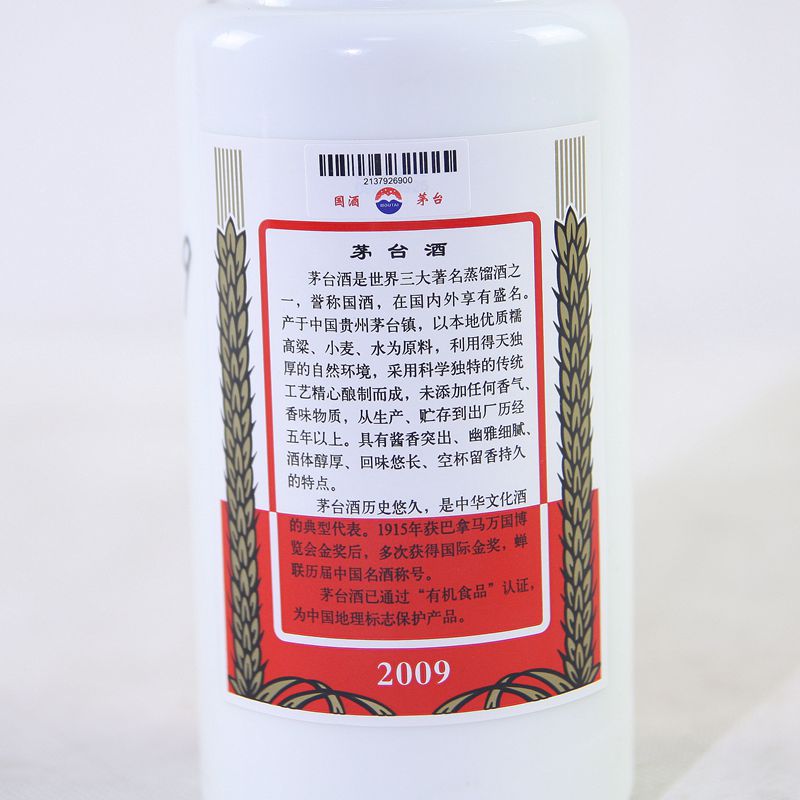 2137926900
国酒 MOUTAI 茅台
茅台酒
茅台酒是世界三大著名蒸馏酒之
一，誉称国酒，在国内外享有盛名。
产于中国贵州茅台镇，以本地优质糯
高粱、小麦、水为原料，利用得天独
厚的自然环境，采用科学独特的传统
工艺精心酿制而成，未添加任何香气、
香味物质，从生产、贮存到出厂历经
五年以上。具有酱香突出、幽雅细腻、
酒体醇厚、回味悠长、空杯留香持久
的特点。
茅台酒历史悠久，是中华文化酒
的典型代表。1915年获巴拿马万国博
览会金奖后，多次获得国际金奖，蝉
联历届中国名酒称号。
茅台酒已通过“有机食品”认证，
为中国地理标志保护产品。
2009